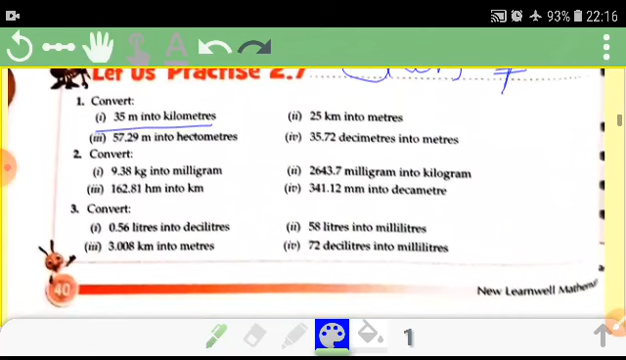 93% 22:16
A
Let Us Practise 2.7
1. Convert:
(i) 35 m into kilometres (ii) 25 km into metres
(iii) 57.29 m into hectometres (iv) 35.72 decimetres into metres
2. Convert:
(i) 9.38 kg into milligram (ii) 2643.7 milligram into kilogram
(iii) 162.81 hm into km (iv) 341.12 mm into decametre
3. Convert:
(i) 0.56 litres into decilitres (ii) 58 litres into millilitres
(iii) 3.008 km into metres (iv) 72 decilitres into millilitres
40
New Learnwell
1